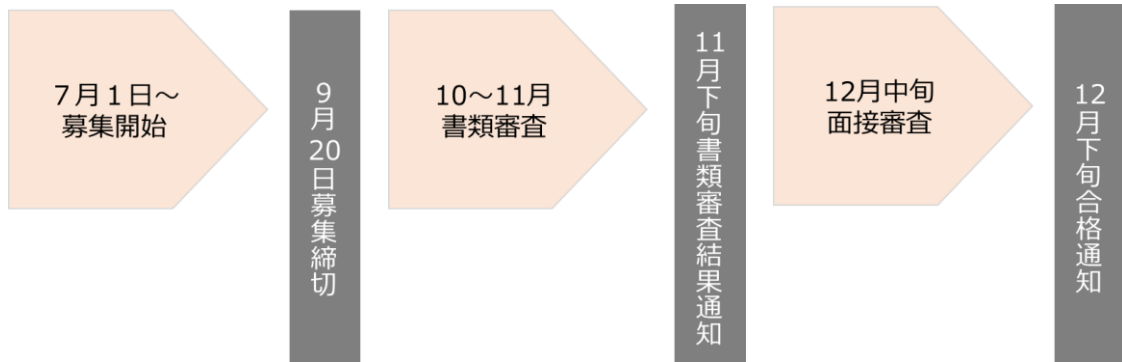 ７月１日～
募集開始
9月20日募集締切
10～11月
書類審査
11月下旬書類審査結果通知
12月中旬
面接審査
12月下旬合格通知